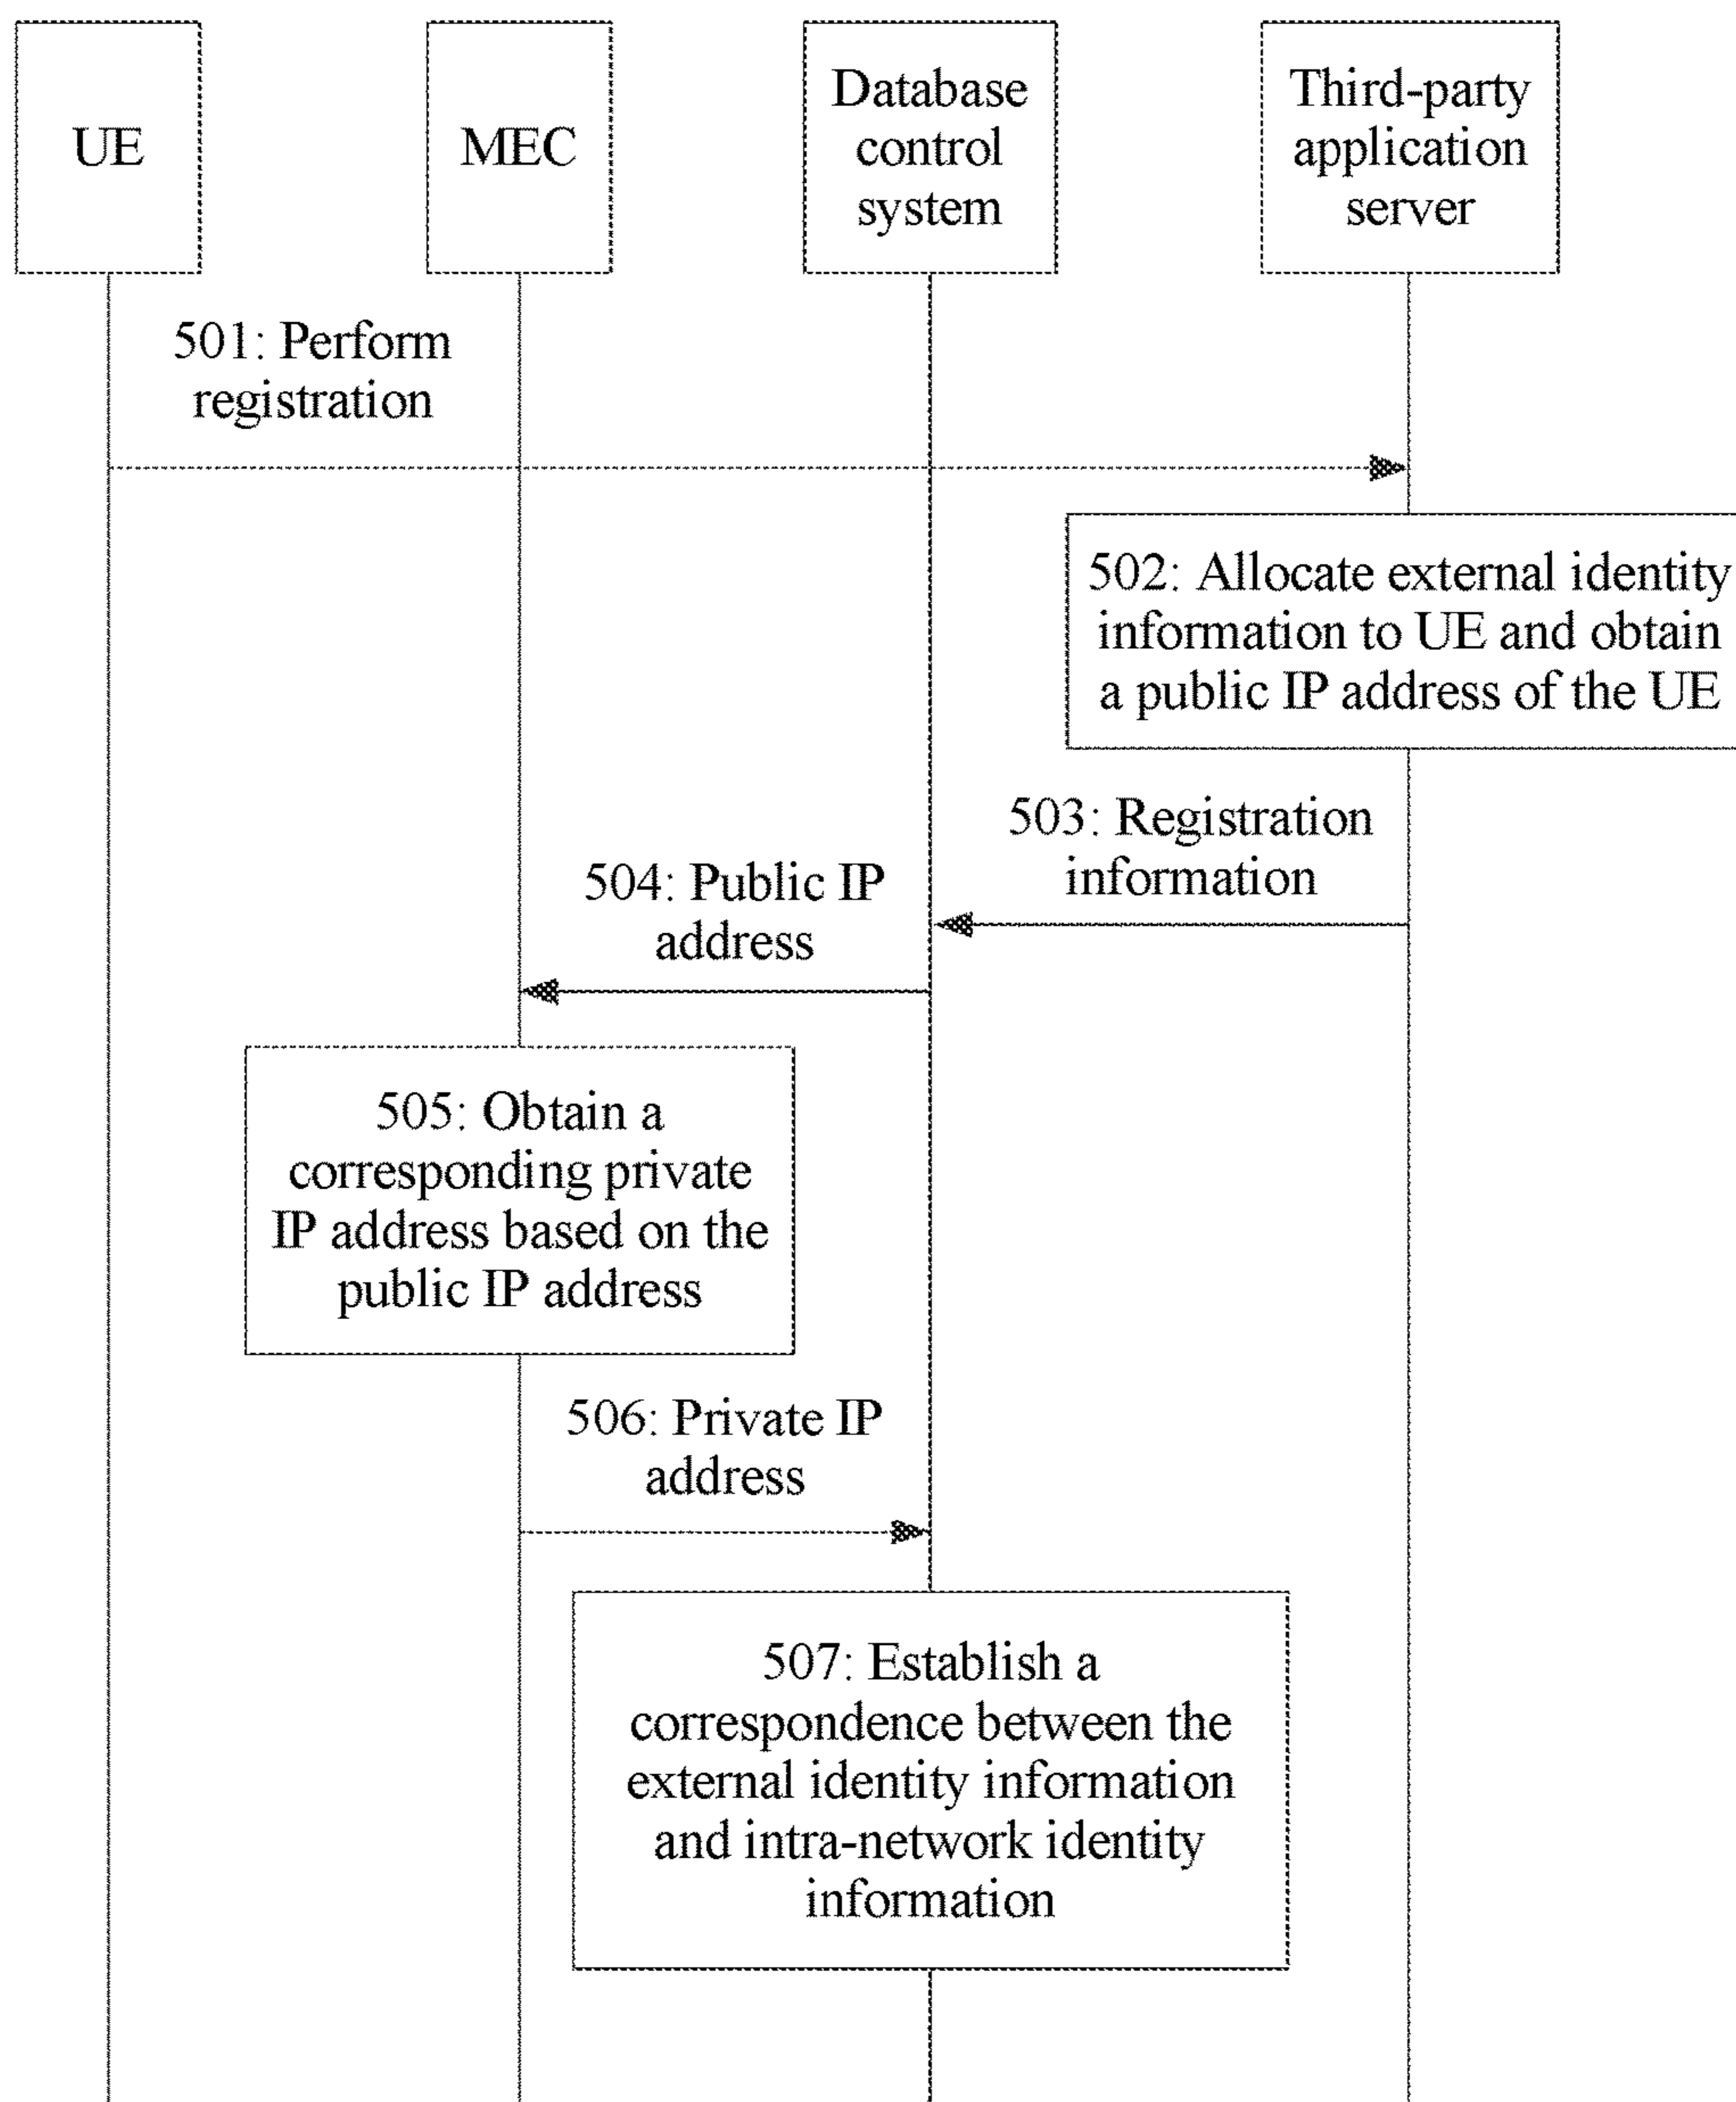 UE
MEC
Database
control
system
Third-party
application
server
501: Perform
registration
502: Allocate external identity
information to UE and obtain
a public IP address of the UE
503: Registration
information
504: Public IP
address
505: Obtain a
corresponding private
IP address based on the
public IP address
506: Private IP
address
507: Establish a
correspondence between the
external identity information
and intra-network identity
information